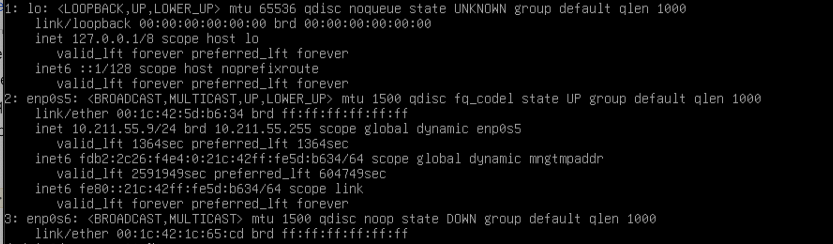 1: lo: <LOOPBACK,UP,LOWER_UP> mtu 65536 qdisc noqueue state UNKNOWN group default qlen 1000
link/loopback 00:00:00:00:00:00 brd 00:00:00:00:00:00
inet 127.0.0.1/8 scope host lo
valid_lft forever preferred_lft forever
inet6 ::1/128 scope host noprefixroute
valid_lft forever preferred_lft forever
2: enp0s5: <BROADCAST,MULTICAST,UP,LOWER_UP> mtu 1500 qdisc fq_codel state UP group default qlen 1000
link/ether 00:1c:42:5d:b6:34 brd ff:ff:ff:ff:ff:ff
inet 10.211.55.9/24 brd 10.211.55.255 scope global dynamic enp0s5
valid_lft 1364sec preferred_lft 1364sec
inet6 fdb2:2c26:f4e4:0:21c:42ff:fe5d:b634/64 scope global dynamic mngtmpaddr
valid_lft 2591949sec preferred_lft 604749sec
inet6 fe80::21c:42ff:fe5d:b634/64 scope link
valid_lft forever preferred_lft forever
3: enp0s6: <BROADCAST,MULTICAST> mtu 1500 qdisc noop state DOWN group default qlen 1000
link/ether 00:1c:42:1c:65:cd brd ff:ff:ff:ff:ff:ff